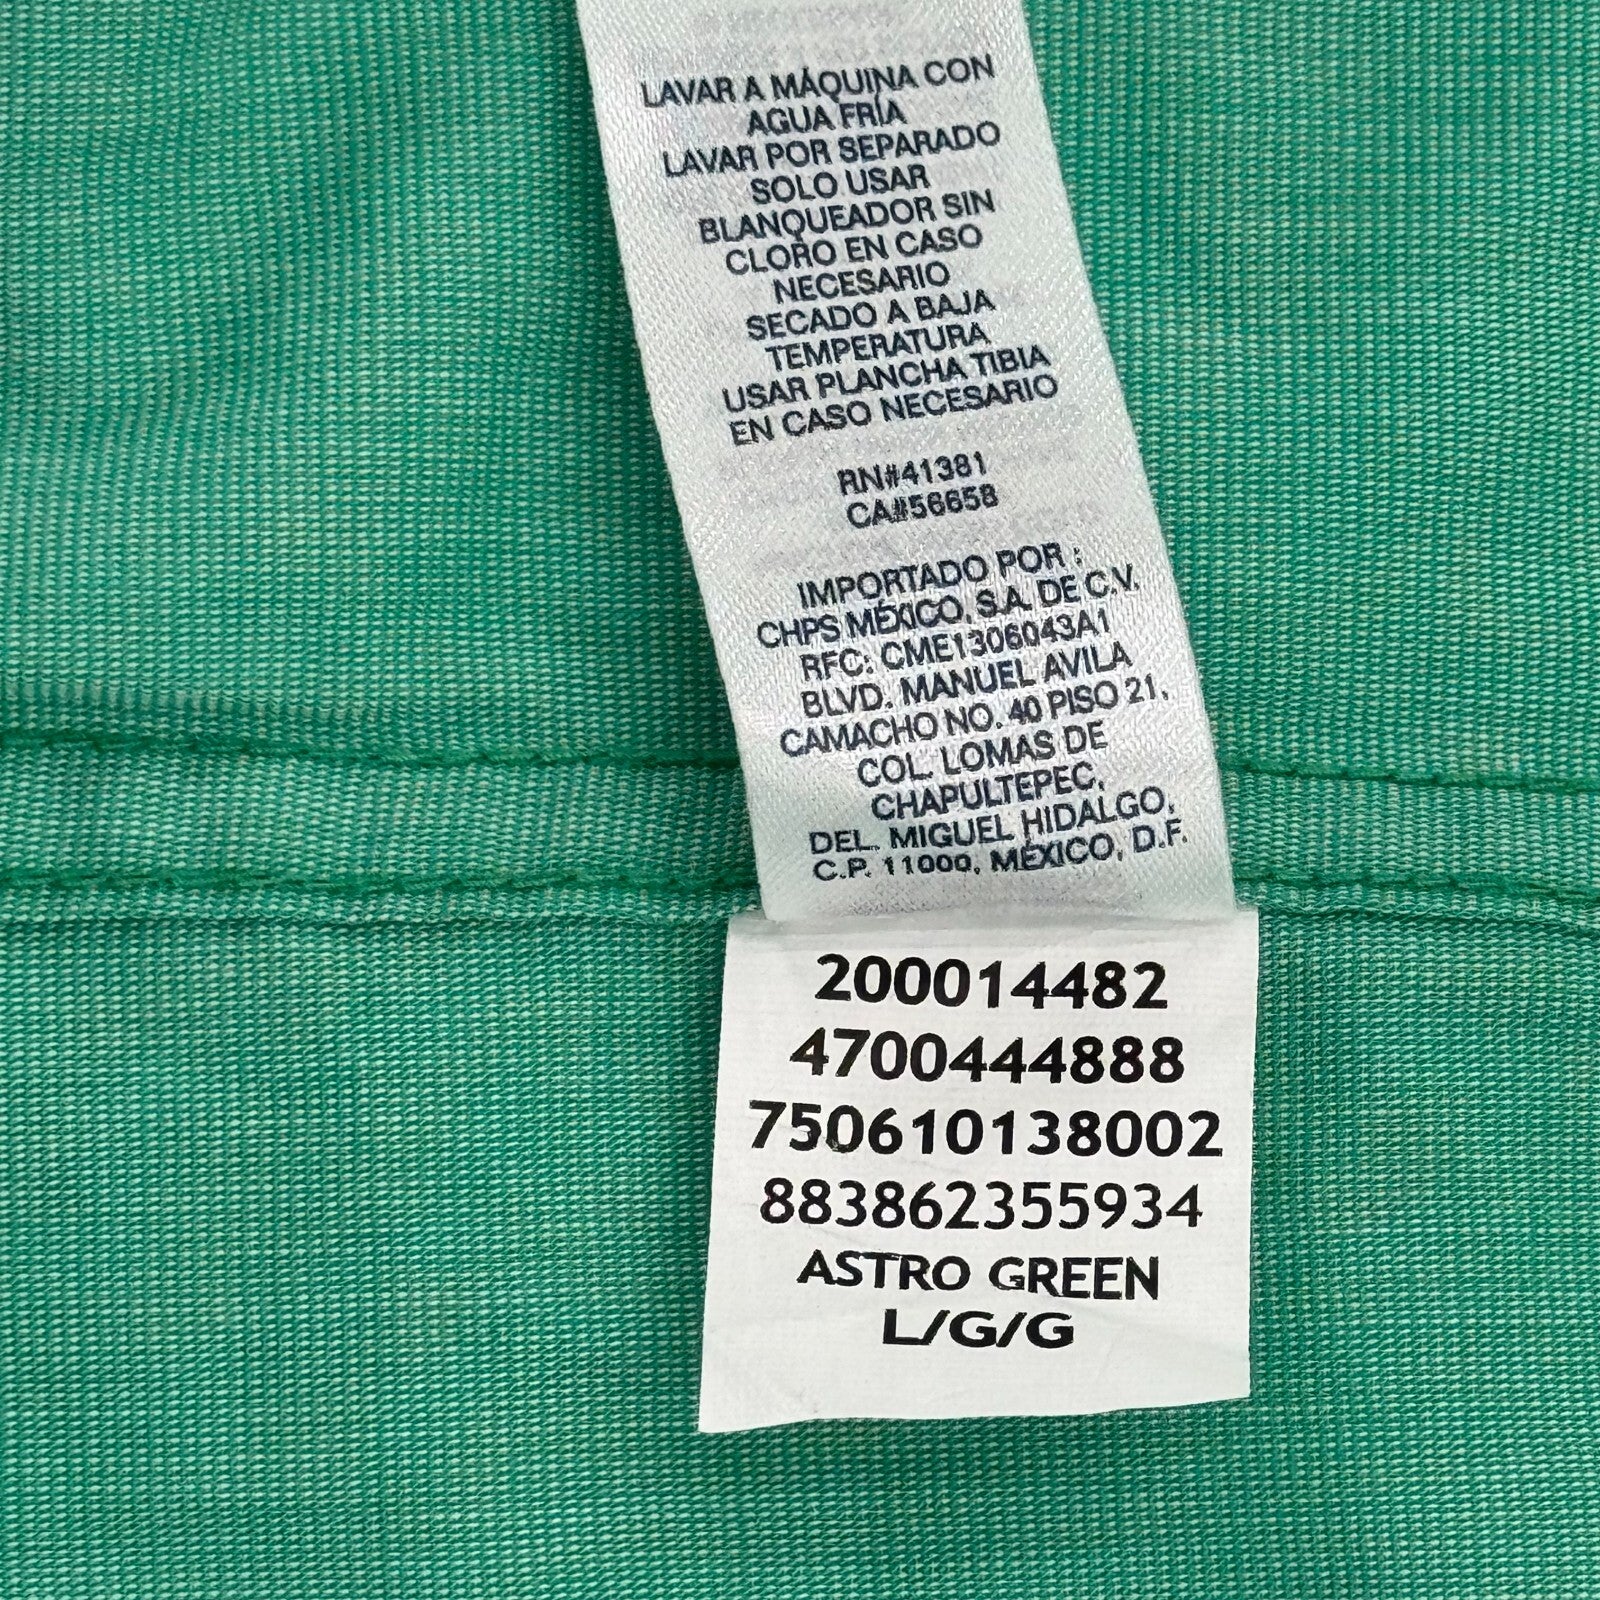 LAVAR A MÁQUINA CON
AGUA FRÍA
LAVAR POR SEPARADO
SOLO USAR
BLANQUEADOR SIN
CLORO EN CASO
NECESARIO
SECADO A BAJA
TEMPERATURA
USAR PLANCHA TIBIA
EN CASO NECESARIO
RN#41381
CA#56658
IMPORTADO POR :
CHPS MÉXICO, S.A. DE C.V.
RFC: CME1306043A1
BLVD. MANUEL AVILA
CAMACHO NO. 40 PISO 21,
COL. LOMAS DE
CHAPULTEPEC,
DEL. MIGUEL HIDALGO,
C.P. 11000, MÉXICO, D.F.
200014482
4700444888
750610138002
883862355934
ASTRO GREEN
L/G/G